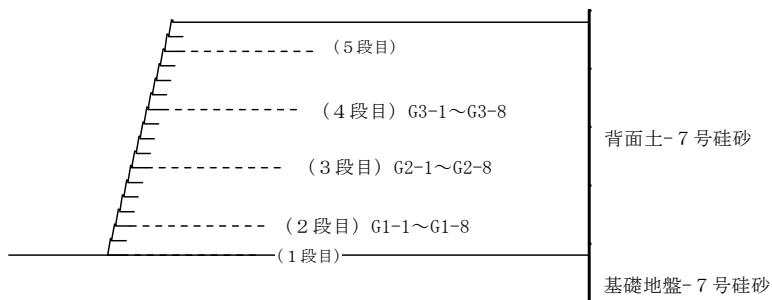 (5段目)
(4段目) G3-1～G3-8
背面土-7号硅砂
(3段目) G2-1～G2-8
(2段目) G1-1～G1-8
(1段目)
基礎地盤-7号硅砂